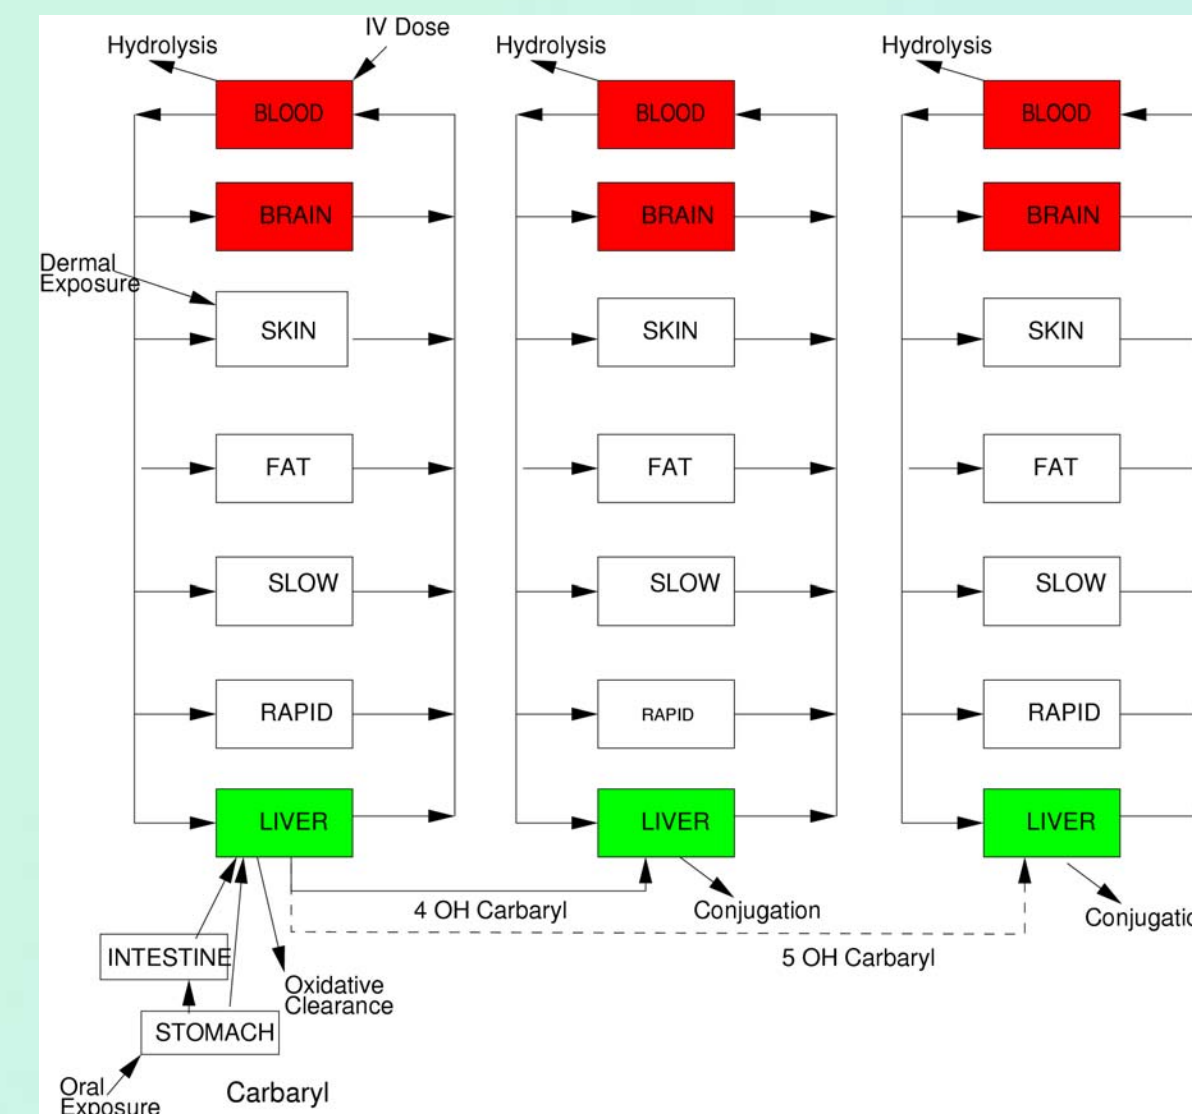 IV Dose
Hydrolysis
Hydrolysis
Hydrolysis
BLOOD
BLOOD
BLOOD
BRAIN
BRAIN
BRAIN
Dermal
Exposure
SKIN
SKIN
SKIN
FAT
FAT
FAT
SLOW
SLOW
SLOW
RAPID
RAPID
RAPID
LIVER
LIVER
LIVER
4 OH Carbaryl
Conjugation
Conjugatio
INTESTINE
5 OH Carbaryl
Oxidative
Clearance
STOMACH
Oral
Exposure
Carbaryl